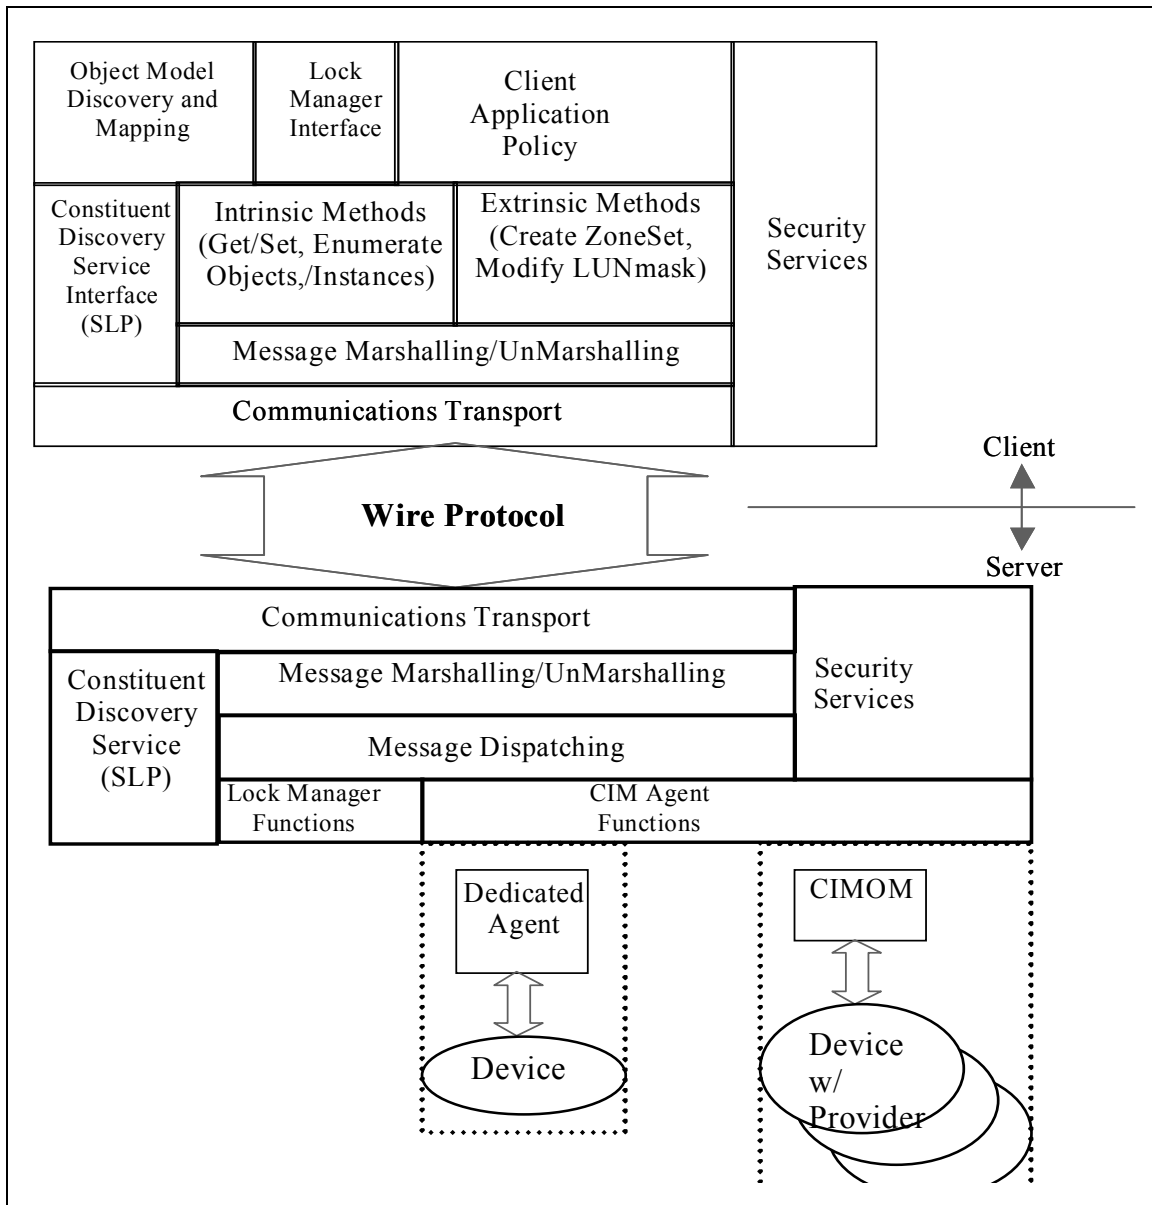 Object Model
Discovery and
Mapping
Lock
Manager
Interface
Client
Application
Policy
Security
Services
Constituent
Discovery
Service
Interface
(SLP)
Intrinsic Methods
(Get/Set, Enumerate
Objects,/Instances)
Extrinsic Methods
(Create ZoneSet,
Modify LUNmask)
Message Marshalling/UnMarshalling
Communications Transport
Client
Wire Protocol
Server
Communications Transport
Constituent
Discovery
Service
(SLP)
Message Marshalling/UnMarshalling
Security
Services
Message Dispatching
Lock Manager
Functions
CIM Agent
Functions
Dedicated
Agent
CIMOM
Device
Device
w/
Provider